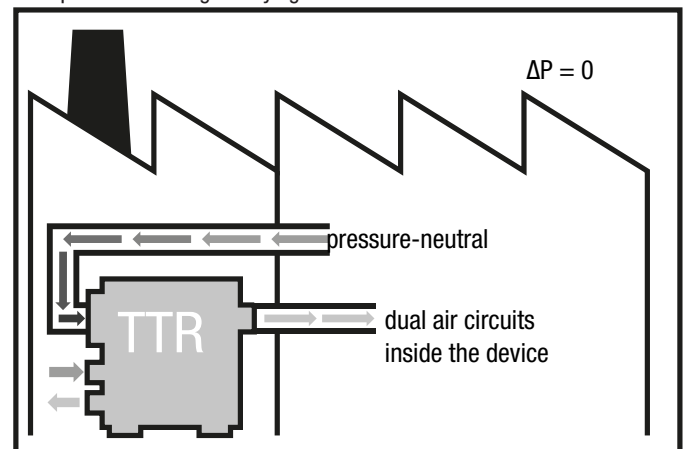 ΔP = 0
pressure-neutral
TTR
dual air circuits
inside the device